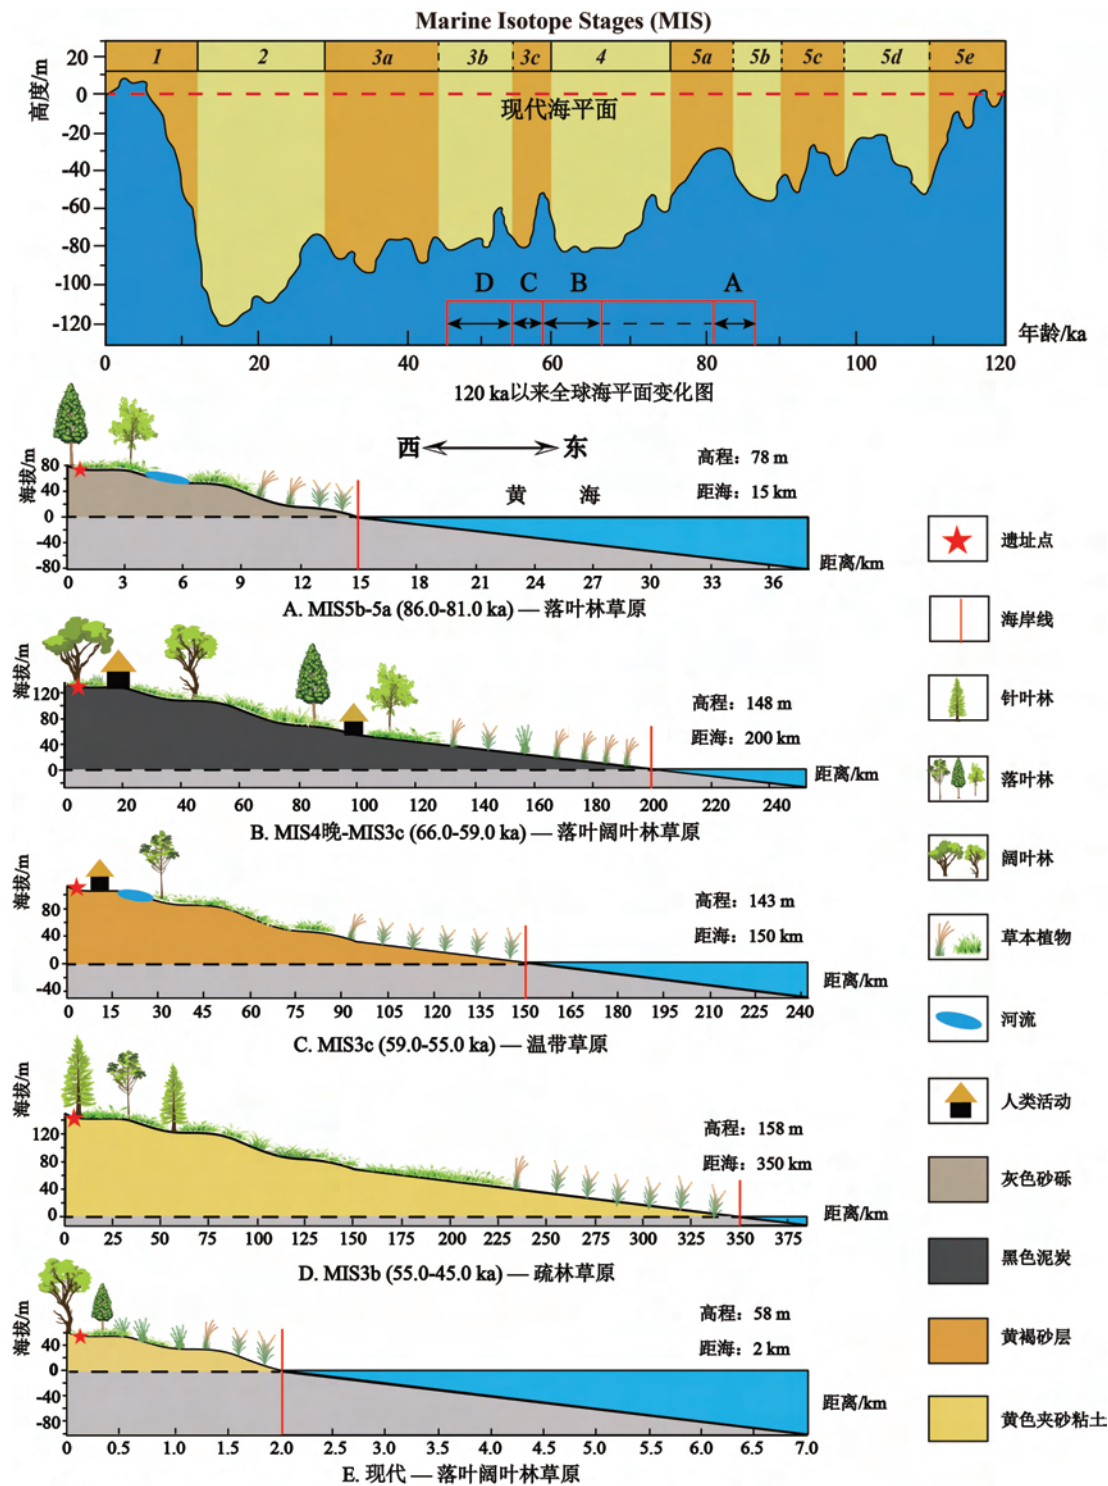 Marine Isotope Stages (MIS)
1 2 3a 3b 3c 4 5a 5b 5c 5d 5e
高度/m
20
0
-20
-40
-60
-80
-100
-120
现代海平面
D C B A
年龄/ka
0 20 40 60 80 100 120
120 ka以来全球海平面变化图
西 东
海拔/m
80
40
0
-40
-80
高程：78 m
距海：15 km
黄 海
距离/km
0 3 6 9 12 15 18 21 24 27 30 33 36
A. MIS5b-5a (86.0-81.0 ka) — 落叶林草原
海拔/m
120
80
40
0
高程：148 m
距海：200 km
距离/km
0 20 40 60 80 100 120 140 160 180 200 220 240
B. MIS4晚-MIS3c (66.0-59.0 ka) — 落叶阔叶林草原
海拔/m
80
40
0
-40
高程：143 m
距海：150 km
距离/km
0 15 30 45 60 75 90 105 120 135 150 165 180 195 210 225 240
C. MIS3c (59.0-55.0 ka) — 温带草原
海拔/m
120
80
40
0
高程：158 m
距海：350 km
距离/km
0 25 50 75 100 125 150 175 200 225 250 275 300 325 350 375
D. MIS3b (55.0-45.0 ka) — 疏林草原
海拔/m
40
0
-40
-80
高程：58 m
距海：2 km
距离/km
0 0.5 1.0 1.5 2.0 2.5 3.0 3.5 4.0 4.5 5.0 5.5 6.0 6.5 7.0
E. 现代 — 落叶阔叶林草原
遗址点
海岸线
针叶林
落叶林
阔叶林
草本植物
河流
人类活动
灰色砂砾
黑色泥炭
黄褐砂层
黄色夹砂粘土